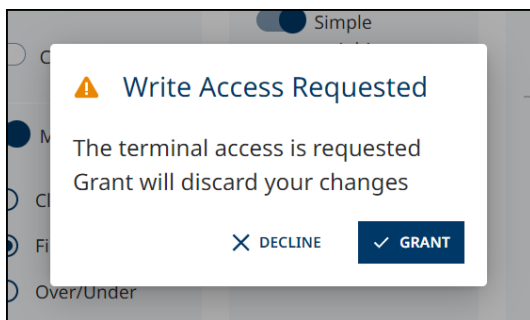 Simple
Write Access Requested
The terminal access is requested
Grant will discard your changes
DECLINE
GRANT
Over/Under